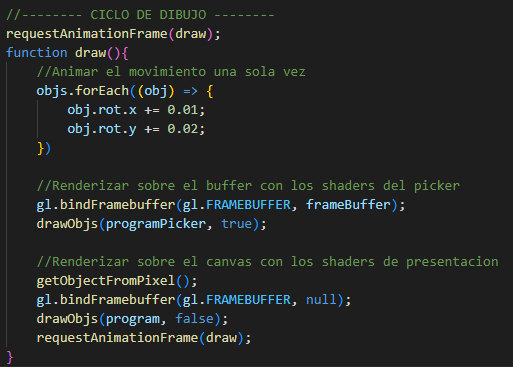 //-------- CICLO DE DIBUJO --------
requestAnimationFrame(draw);
function draw(){
    //Animar el movimiento una sola vez
    objs.forEach((obj) => {
        obj.rot.x += 0.01;
        obj.rot.y += 0.02;
    })

    //Renderizar sobre el buffer con los shaders del picker
    gl.bindFramebuffer(gl.FRAMEBUFFER, frameBuffer);
    drawObjs(programPicker, true);

    //Renderizar sobre el canvas con los shaders de presentacion
    getObjectFromPixel();
    gl.bindFramebuffer(gl.FRAMEBUFFER, null);
    drawObjs(program, false);
    requestAnimationFrame(draw);
}